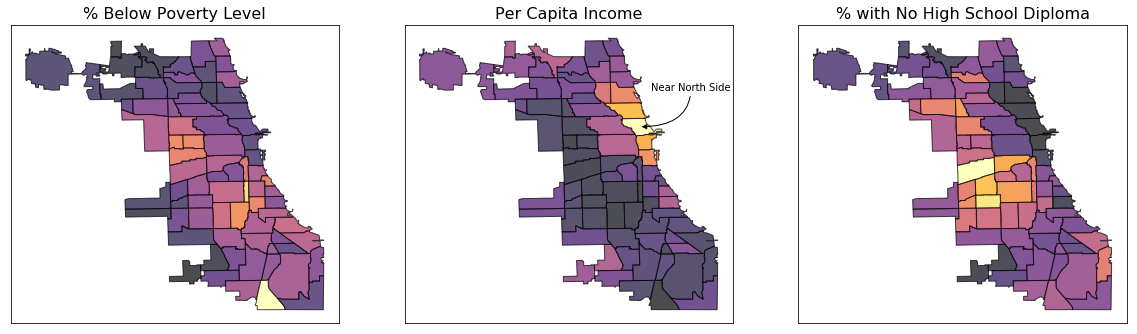 % Below Poverty Level
Per Capita Income
% with No High School Diploma
Near North Side